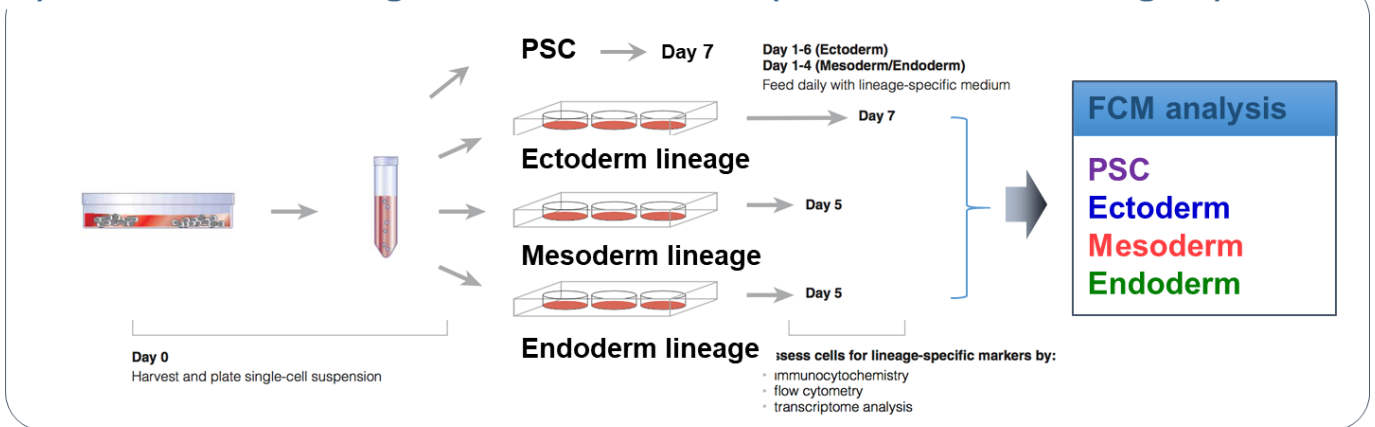 PSC
Day 7
Day 1-6 (Ectoderm)
Day 1-4 (Mesoderm/Endoderm)
Feed daily with lineage-specific medium
Day 7
Ectoderm lineage
Day 5
Mesoderm lineage
Day 5
Endoderm lineage
Day 0
Harvest and plate single-cell suspension
ssess cells for lineage-specific markers by:
immunocytochemistry
flow cytometry
transcriptome analysis
FCM analysis
PSC
Ectoderm
Mesoderm
Endoderm